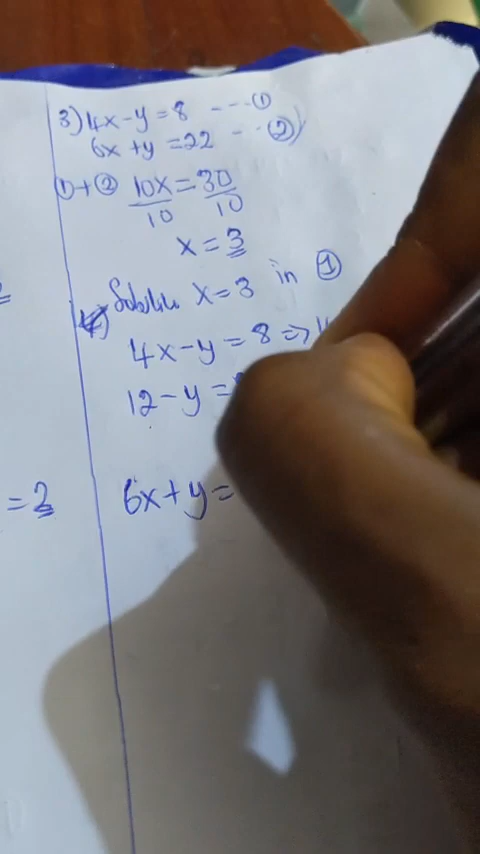 3) 4x - y = 8 --- ①
6x + y = 22 -- ②
① + ② 10x = 30
10 10
x = 3
x = 3 in ①
4x - y = 8 =>
12 - y =
= 2
6x + y =